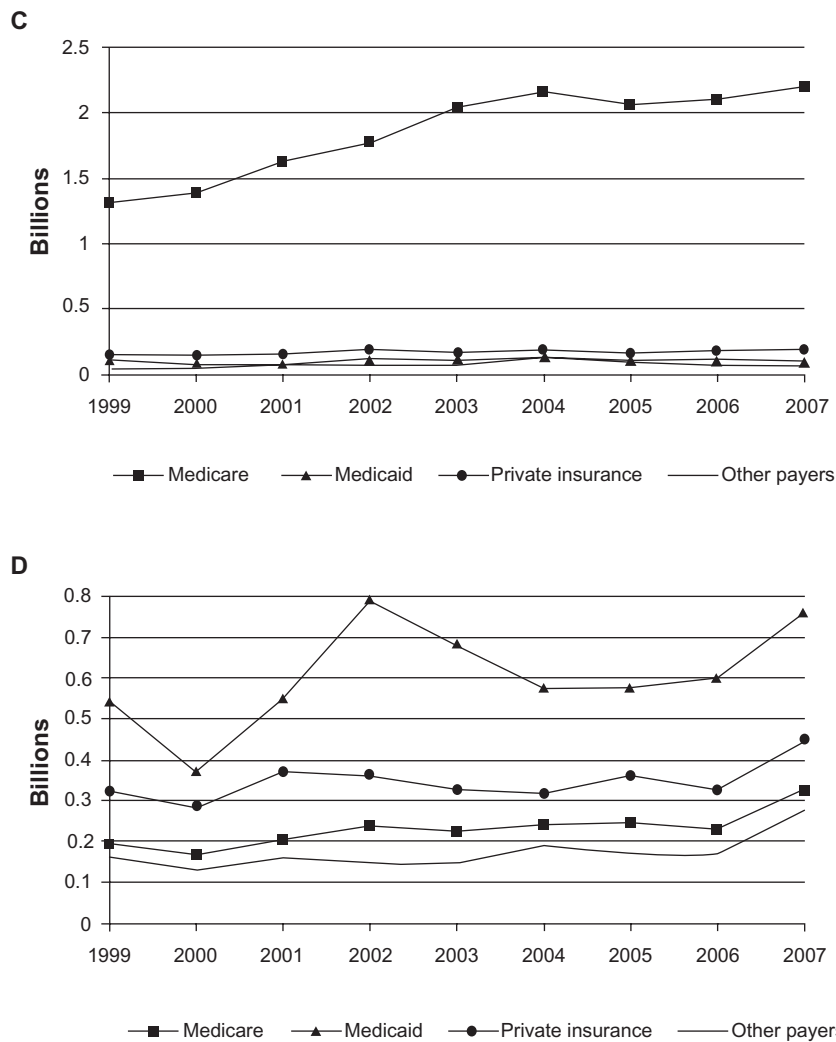 C
Billions
2.5
2
1.5
1
0.5
0
1999 2000 2001 2002 2003 2004 2005 2006 2007
Medicare Medicaid Private insurance Other payers
D
Billions
0.8
0.7
0.6
0.5
0.4
0.3
0.2
0.1
0
1999 2000 2001 2002 2003 2004 2005 2006 2007
Medicare Medicaid Private insurance Other payers